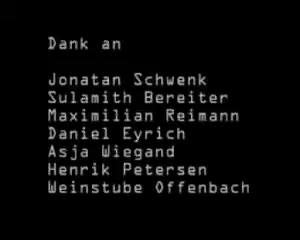 Dank an
Jonatan Schwenk
Sulamith Bereiter
Maximilian Reimann
Daniel Eyrich
Asja Wiegand
Henrik Petersen
Weinstube Offenbach